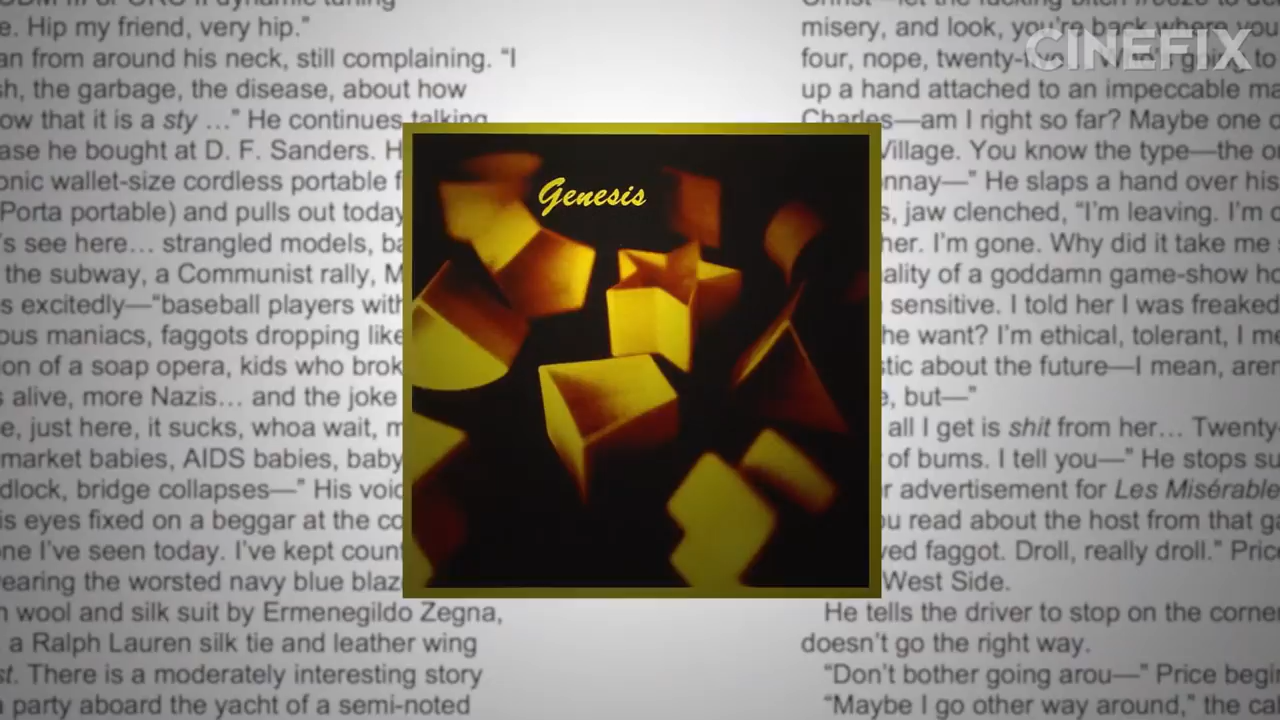 e. Hip my friend, very hip.”
an from around his neck, still complaining. “I
sh, the garbage, the disease, about how
ow that it is a sty …” He continues talking
ase he bought at D. F. Sanders. H
onic wallet-size cordless portable f
Porta portable) and pulls out today
’s see here… strangled models, ba
the subway, a Communist rally, M
s excitedly—“baseball players with
ous maniacs, faggots dropping like
ion of a soap opera, kids who brok
s alive, more Nazis… and the joke
e, just here, it sucks, whoa wait, m
market babies, AIDS babies, baby
dlock, bridge collapses—” His voic
is eyes fixed on a beggar at the co
one I’ve seen today. I’ve kept count
wearing the worsted navy blue blaz
n wool and silk suit by Ermenegildo Zegna,
a Ralph Lauren silk tie and leather wing
st. There is a moderately interesting story
a party aboard the yacht of a semi-noted
Genesis
CINEFIX
misery, and look, you’re back where you
four, nope, twenty- Who’s going to
up a hand attached to an impeccable ma
Charles—am I right so far? Maybe one o
Village. You know the type—the on
nnay—” He slaps a hand over his
s, jaw clenched, “I’m leaving. I’m o
her. I’m gone. Why did it take me
ality of a goddamn game-show ho
sensitive. I told her I was freaked
he want? I’m ethical, tolerant, I me
stic about the future—I mean, aren
e, but—”
all I get is shit from her… Twenty-
of bums. I tell you—” He stops su
r advertisement for Les Misérable
ou read about the host from that ga
ved faggot. Droll, really droll.” Pric
West Side.
He tells the driver to stop on the corner
doesn’t go the right way.
“Don’t bother going arou—” Price begin
“Maybe I go other way around,” the cal